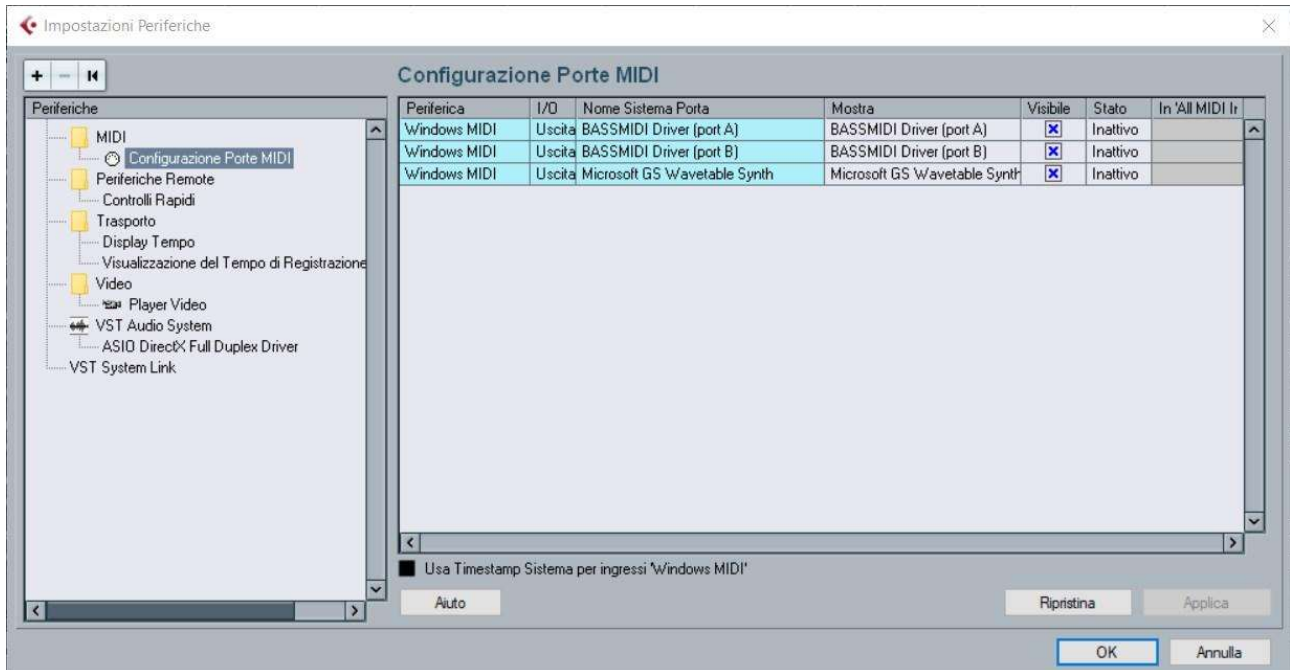 Impostazioni Periferiche
Configurazione Porte MIDI
Periferiche
MIDI
Configurazione Porte MIDI
Periferiche Remote
Controlli Rapidi
Trasporto
Display Tempo
Visualizzazione del Tempo di Registrazione
Video
Player Video
VST Audio System
ASIO DirectX Full Duplex Driver
VST System Link
Periferica I/O Nome Sistema Porta Mostra Visibile Stato In 'All MIDI Ir
Windows MIDI Uscita BASSMIDI Driver (port A) BASSMIDI Driver (port A) Inattivo
Windows MIDI Uscita BASSMIDI Driver (port B) BASSMIDI Driver (port B) Inattivo
Windows MIDI Uscita Microsoft GS Wavetable Synth Microsoft GS Wavetable Synth Inattivo
Usa Timestamp Sistema per ingressi 'Windows MIDI'
Aiuto Ripristina Applica
OK Annulla